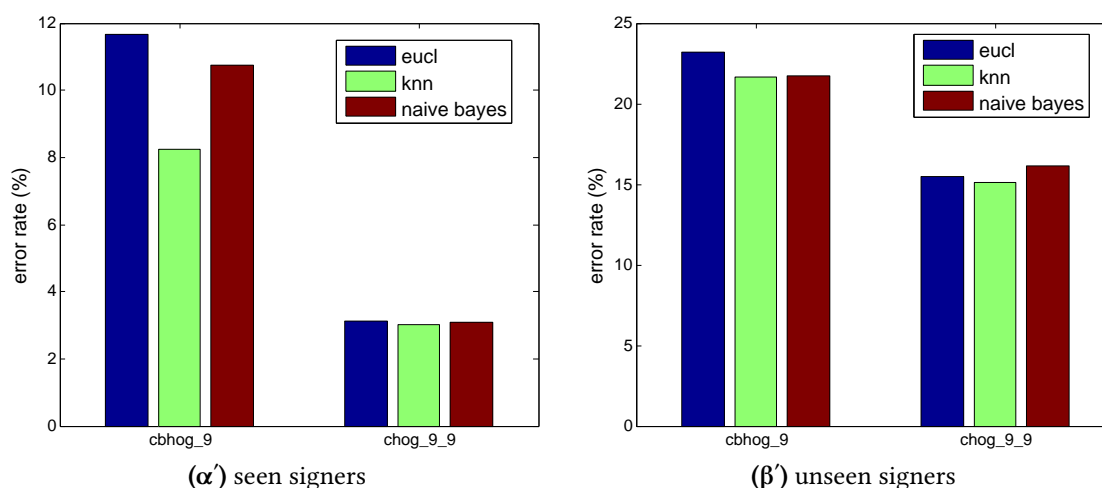 12
10
8
6
4
2
0
error rate (%)
eucl
knn
naive bayes
cbhog_9
chog_9_9
(α′) seen signers
25
20
15
10
5
0
error rate (%)
eucl
knn
naive bayes
cbhog_9
chog_9_9
(β′) unseen signers